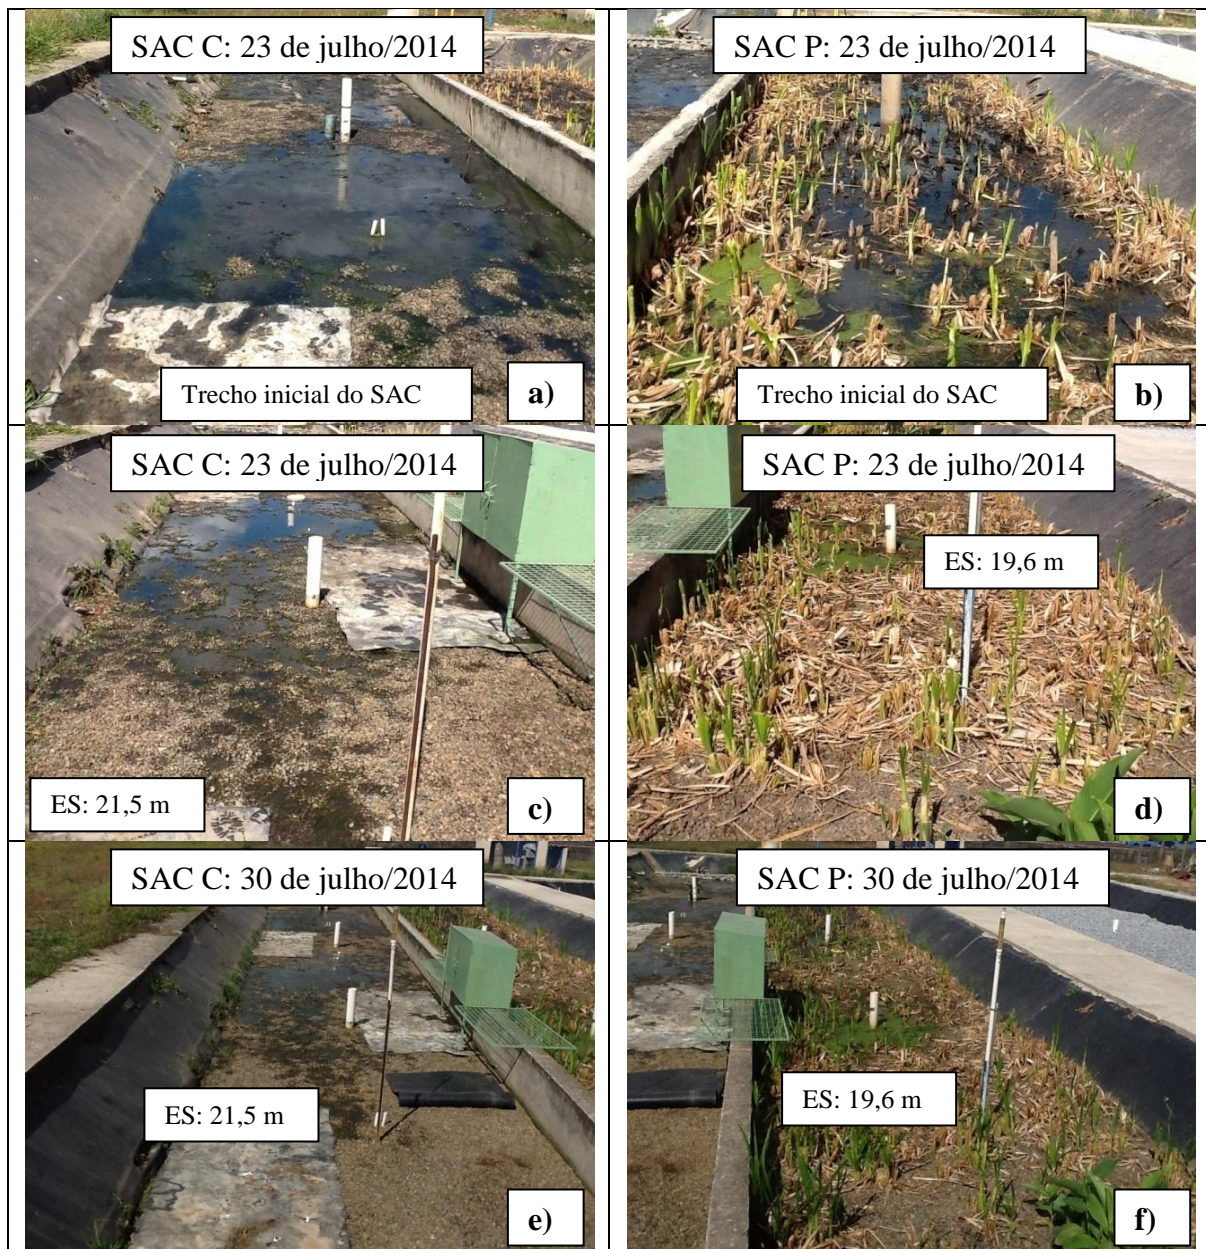 SAC C: 23 de julho/2014
SAC P: 23 de julho/2014
Trecho inicial do SAC
a)
Trecho inicial do SAC
b)
SAC C: 23 de julho/2014
SAC P: 23 de julho/2014
ES: 19,6 m
ES: 21,5 m
c)
d)
SAC C: 30 de julho/2014
SAC P: 30 de julho/2014
ES: 21,5 m
ES: 19,6 m
e)
f)